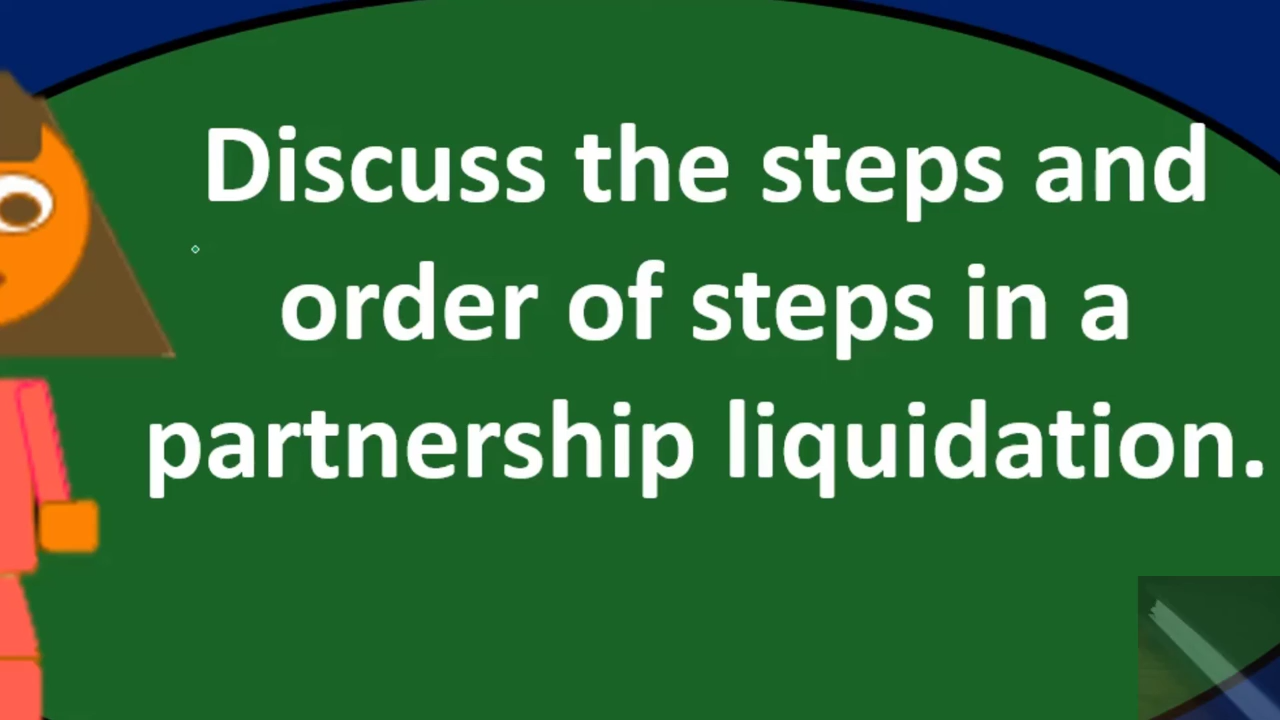 Discuss the steps and
order of steps in a
partnership liquidation.